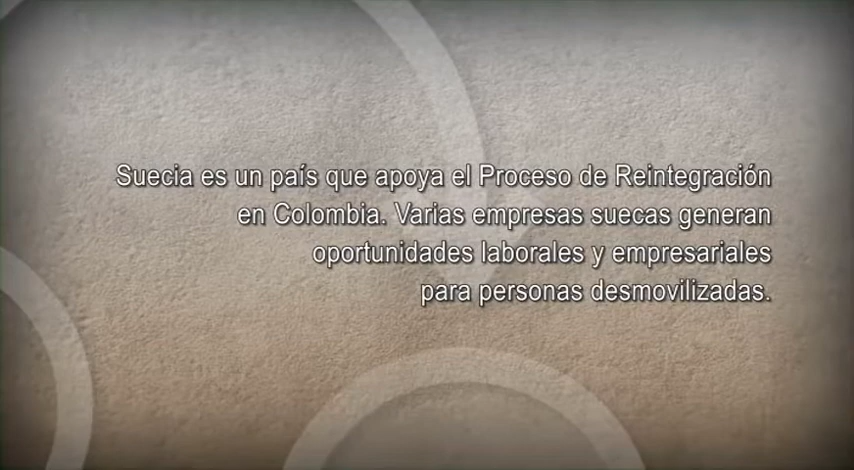 Suecia es un país que apoya el Proceso de Reintegración
en Colombia. Varias empresas suecas generan
oportunidades laborales y empresariales
para personas desmovilizadas.